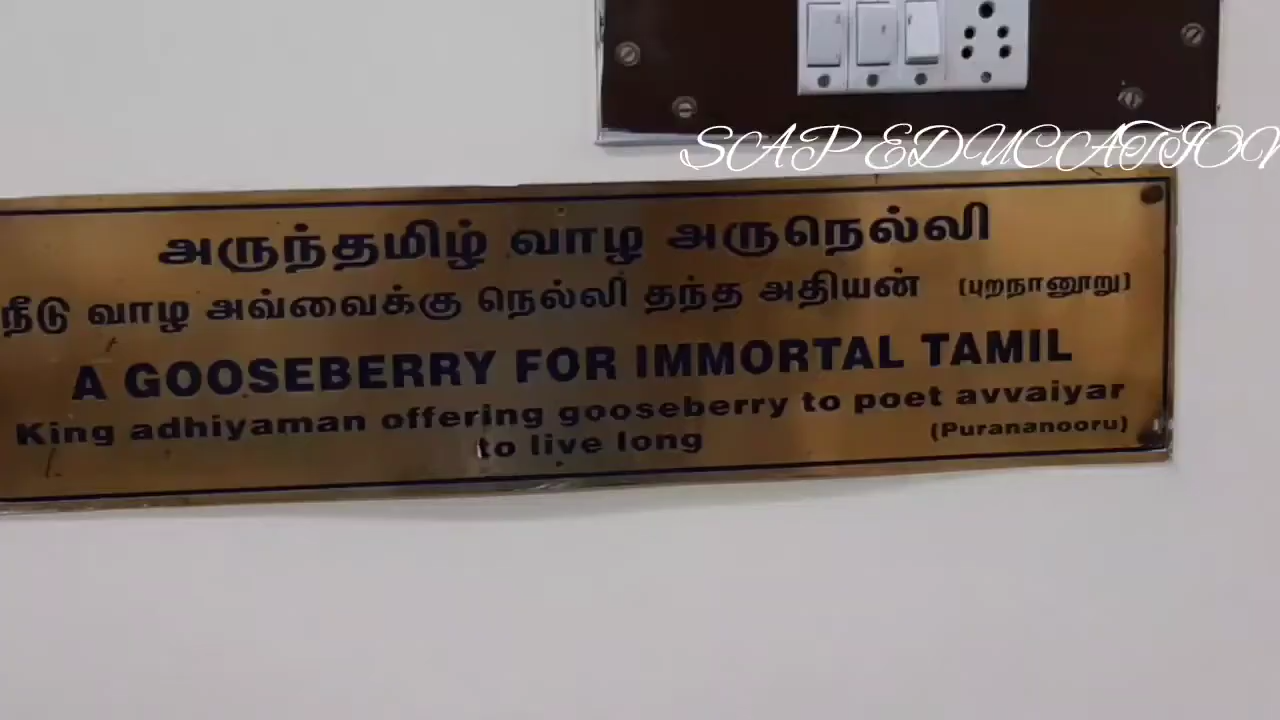 SCAP EDUCATION
அருந்தமிழ் வாழ அருநெல்லி
நீடு வாழ அவ்வைக்கு நெல்லி தந்த அதியன் (புறநானூறு)
A GOOSEBERRY FOR IMMORTAL TAMIL
King adhiyaman offering gooseberry to poet avvaiyar
to live long (Purananooru)